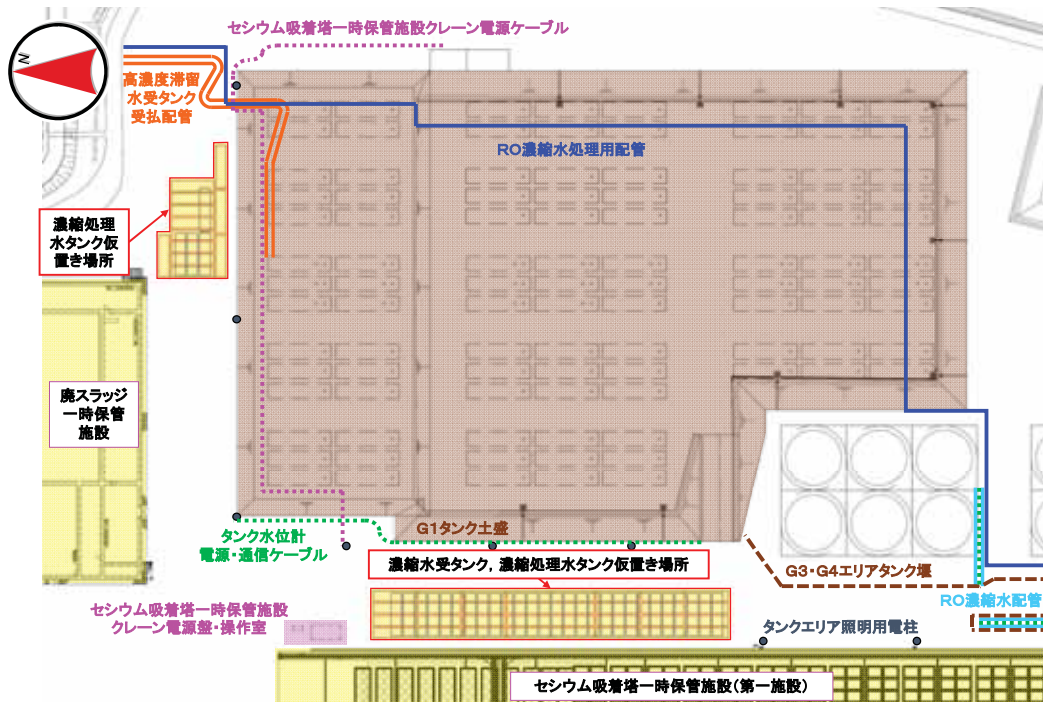 セシウム吸着塔一時保管施設クレーン電源ケーブル
N
高濃度滞留
水受タンク
受払配管
RO濃縮水処理用配管
濃縮処理
水タンク仮
置き場所
廃スラッジ
一時保管
施設
G1タンク土盛
タンク水位計
電源・通信ケーブル
濃縮水受タンク，濃縮処理水タンク仮置き場所
G3・G4エリアタンク堰
RO濃縮水配管
セシウム吸着塔一時保管施設
クレーン電源盤・操作室
タンクエリア照明用電柱
セシウム吸着塔一時保管施設（第一施設）